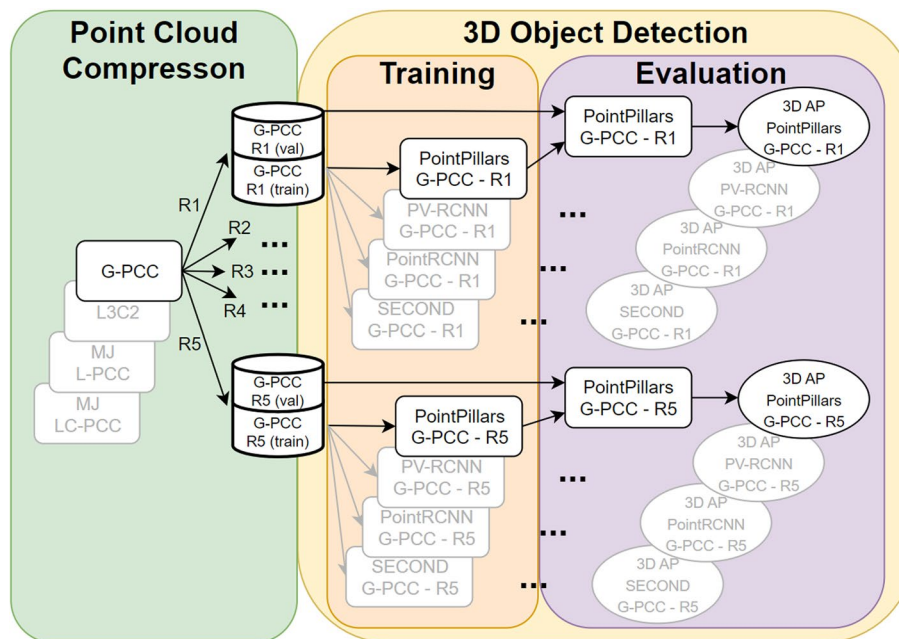 Point Cloud
Compresson
3D Object Detection
Training
Evaluation
G-PCC
R1 (val)
G-PCC
R1 (train)
PointPillars
G-PCC - R1
PV-RCNN
G-PCC - R1
PointRCNN
G-PCC - R1
SECOND
G-PCC - R1
PointPillars
G-PCC - R1
3D AP
PointPillars
G-PCC - R1
3D AP
PV-RCNN
G-PCC - R1
3D AP
PointRCNN
G-PCC - R1
3D AP
SECOND
G-PCC - R1
...
...
...
R1
R2
...
R3
...
R4
...
R5
G-PCC
L3C2
MJ
L-PCC
MJ
LC-PCC
G-PCC
R5 (val)
G-PCC
R5 (train)
PointPillars
G-PCC - R5
PV-RCNN
G-PCC - R5
PointRCNN
G-PCC - R5
SECOND
G-PCC - R5
PointPillars
G-PCC - R5
3D AP
PointPillars
G-PCC - R5
3D AP
PV-RCNN
G-PCC - R5
3D AP
PointRCNN
G-PCC - R5
3D AP
SECOND
G-PCC - R5
...
...
...